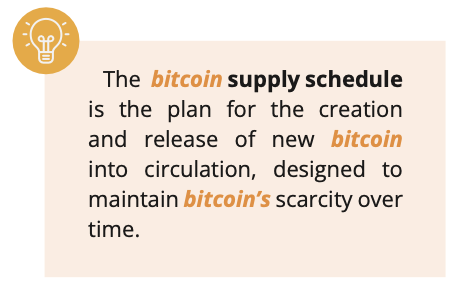 The bitcoin supply schedule
is the plan for the creation
and release of new bitcoin
into circulation, designed to
maintain bitcoin’s scarcity over
time.